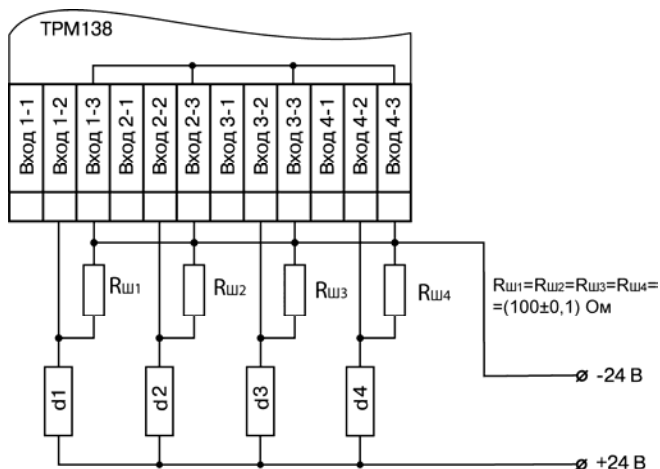 ТРМ138
Вход 1-1
Вход 1-2
Вход 1-3
Вход 2-1
Вход 2-2
Вход 2-3
Вход 3-1
Вход 3-2
Вход 3-3
Вход 4-1
Вход 4-2
Вход 4-3
Rш1
Rш2
Rш3
Rш4
Rш1=Rш2=Rш3=Rш4=
=(100±0,1) Ом
d1
d2
d3
d4
-24 В
+24 В